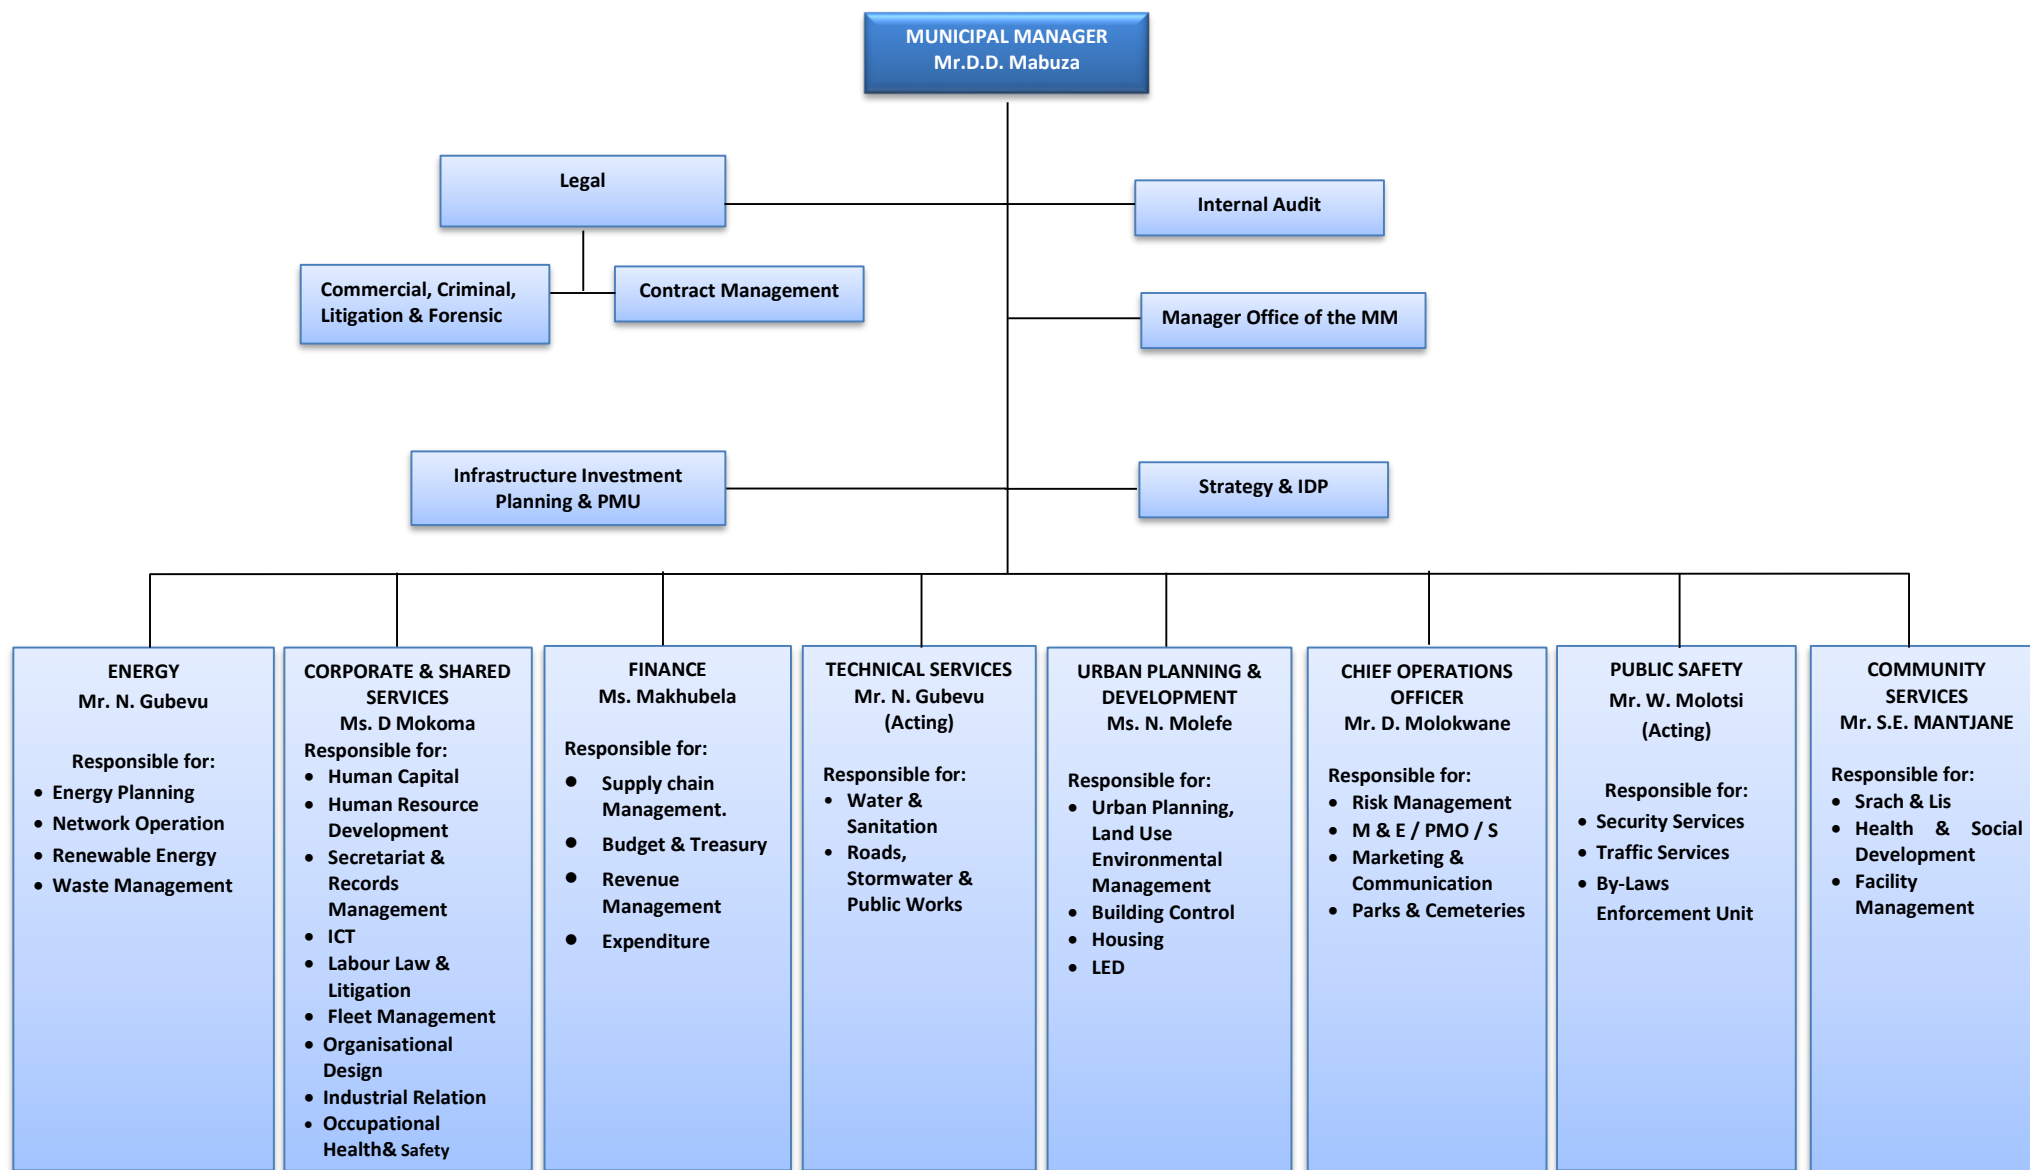 MUNICIPAL MANAGER
Mr.D.D. Mabuza
Legal
Internal Audit
Commercial, Criminal,
Litigation & Forensic
Contract Management
Manager Office of the MM
Infrastructure Investment
Planning & PMU
Strategy & IDP
ENERGY
Mr. N. Gubevu
Responsible for:
• Energy Planning
• Network Operation
• Renewable Energy
• Waste Management
CORPORATE & SHARED
SERVICES
Ms. D Mokoma
Responsible for:
• Human Capital
• Human Resource
Development
• Secretariat &
Records
Management
• ICT
• Labour Law &
Litigation
• Fleet Management
• Organisational
Design
• Industrial Relation
• Occupational
Health& Safety
FINANCE
Ms. Makhubela
Responsible for:
• Supply chain
Management.
• Budget & Treasury
• Revenue
Management
• Expenditure
TECHNICAL SERVICES
Mr. N. Gubevu
(Acting)
Responsible for:
• Water &
Sanitation
• Roads,
Stormwater &
Public Works
URBAN PLANNING &
DEVELOPMENT
Ms. N. Molefe
Responsible for:
• Urban Planning,
Land Use
Environmental
Management
• Building Control
• Housing
• LED
CHIEF OPERATIONS
OFFICER
Mr. D. Molokwane
Responsible for:
• Risk Management
• M & E / PMO / S
• Marketing &
Communication
• Parks & Cemeteries
PUBLIC SAFETY
Mr. W. Molotsi
(Acting)
Responsible for:
• Security Services
• Traffic Services
• By-Laws
Enforcement Unit
COMMUNITY
SERVICES
Mr. S.E. MANTJANE
Responsible for:
• Srach & Lis
• Health & Social
Development
• Facility
Management